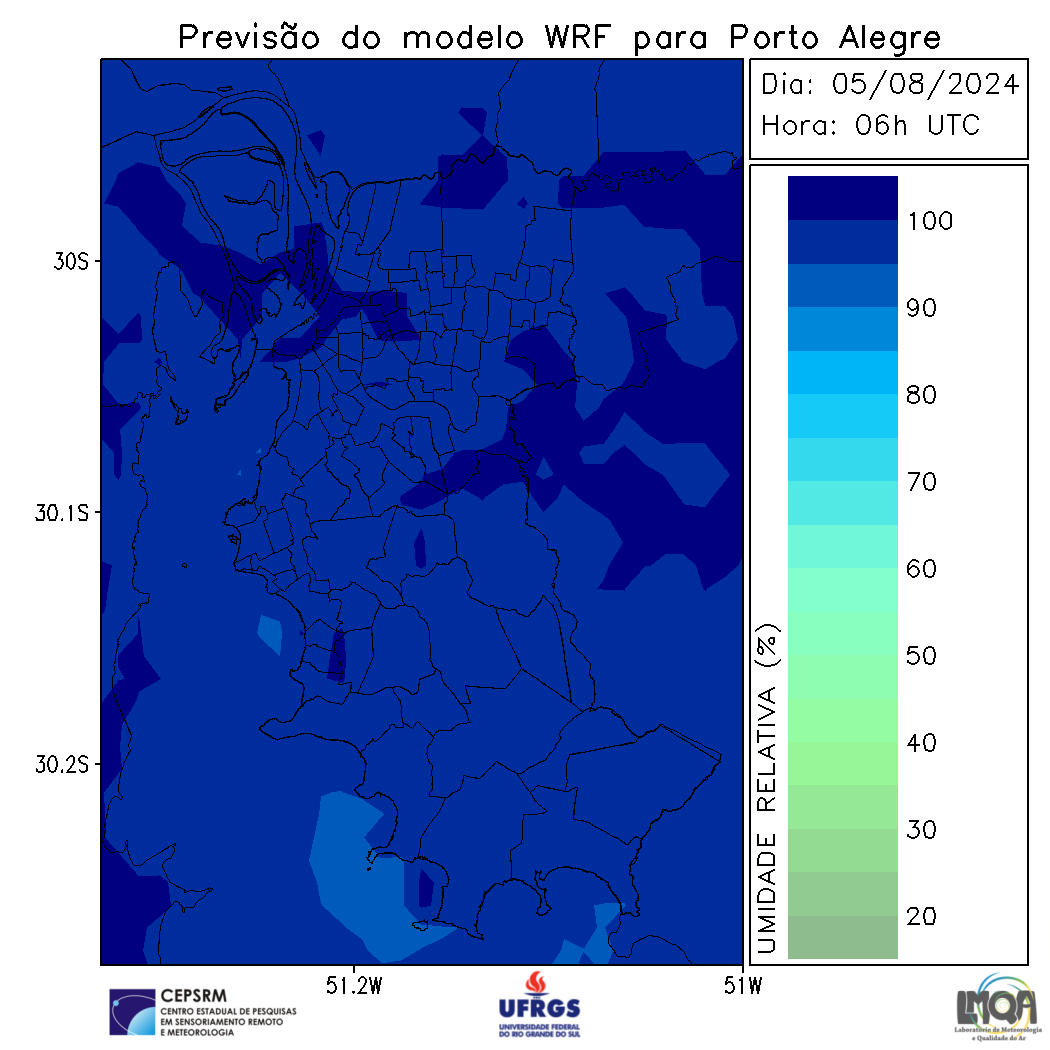 Previsão do modelo WRF para Porto Alegre
Dia: 05/08/2024
Hora: 06h UTC
30S
30.1S
30.2S
51.2W
51W
UMIDADE RELATIVA (%)
100
90
80
70
60
50
40
30
20
CEPSRM
CENTRO ESTADUAL DE PESQUISAS
EM SENSORIAMENTO REMOTO
E METEOROLOGIA
UFRGS
UNIVERSIDADE FEDERAL
DO RIO GRANDE DO SUL
LMQA
Laboratório de Meteorologia
e Qualidade do Ar